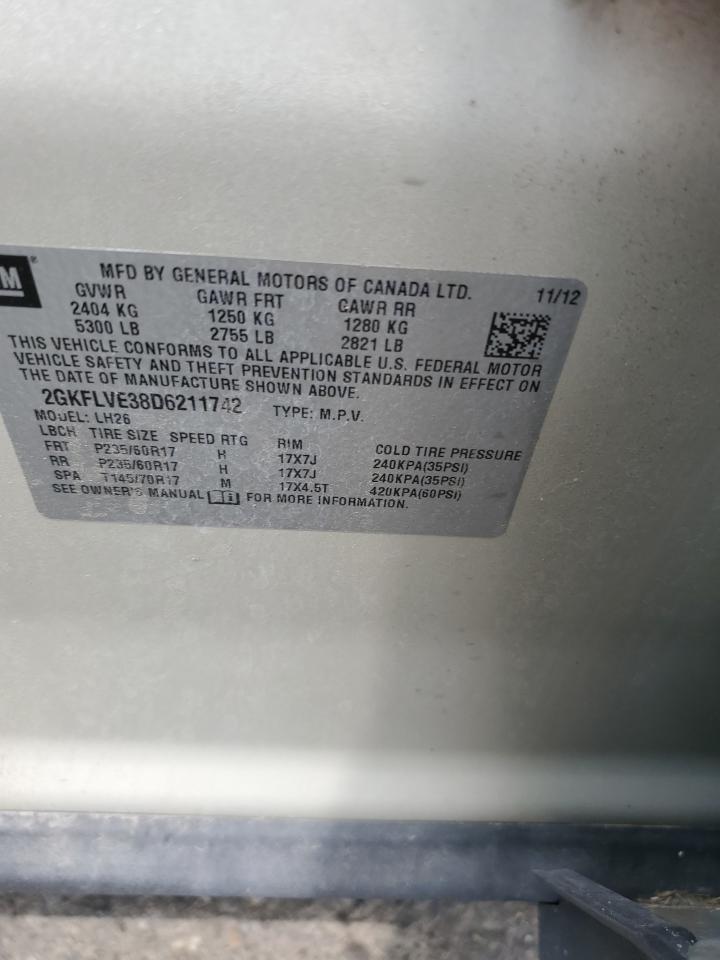 M®
MFD BY GENERAL MOTORS OF CANADA LTD. 11/12
GVWR GAWR FRT GAWR RR
2404 KG 1250 KG 1280 KG
5300 LB 2755 LB 2821 LB
THIS VEHICLE CONFORMS TO ALL APPLICABLE U.S. FEDERAL MOTOR
VEHICLE SAFETY AND THEFT PREVENTION STANDARDS IN EFFECT ON
THE DATE OF MANUFACTURE SHOWN ABOVE.
2GKFLVE38D6211742 TYPE: M.P.V.
MODEL: LH26
LBCH TIRE SIZE SPEED RTG RIM COLD TIRE PRESSURE
FRT P235/60R17 H 17X7J 240KPA(35PSI)
RR P235/60R17 H 17X7J 240KPA(35PSI)
SPA T145/70R17 M 17X4.5T 420KPA(60PSI)
SEE OWNER'S MANUAL FOR MORE INFORMATION.